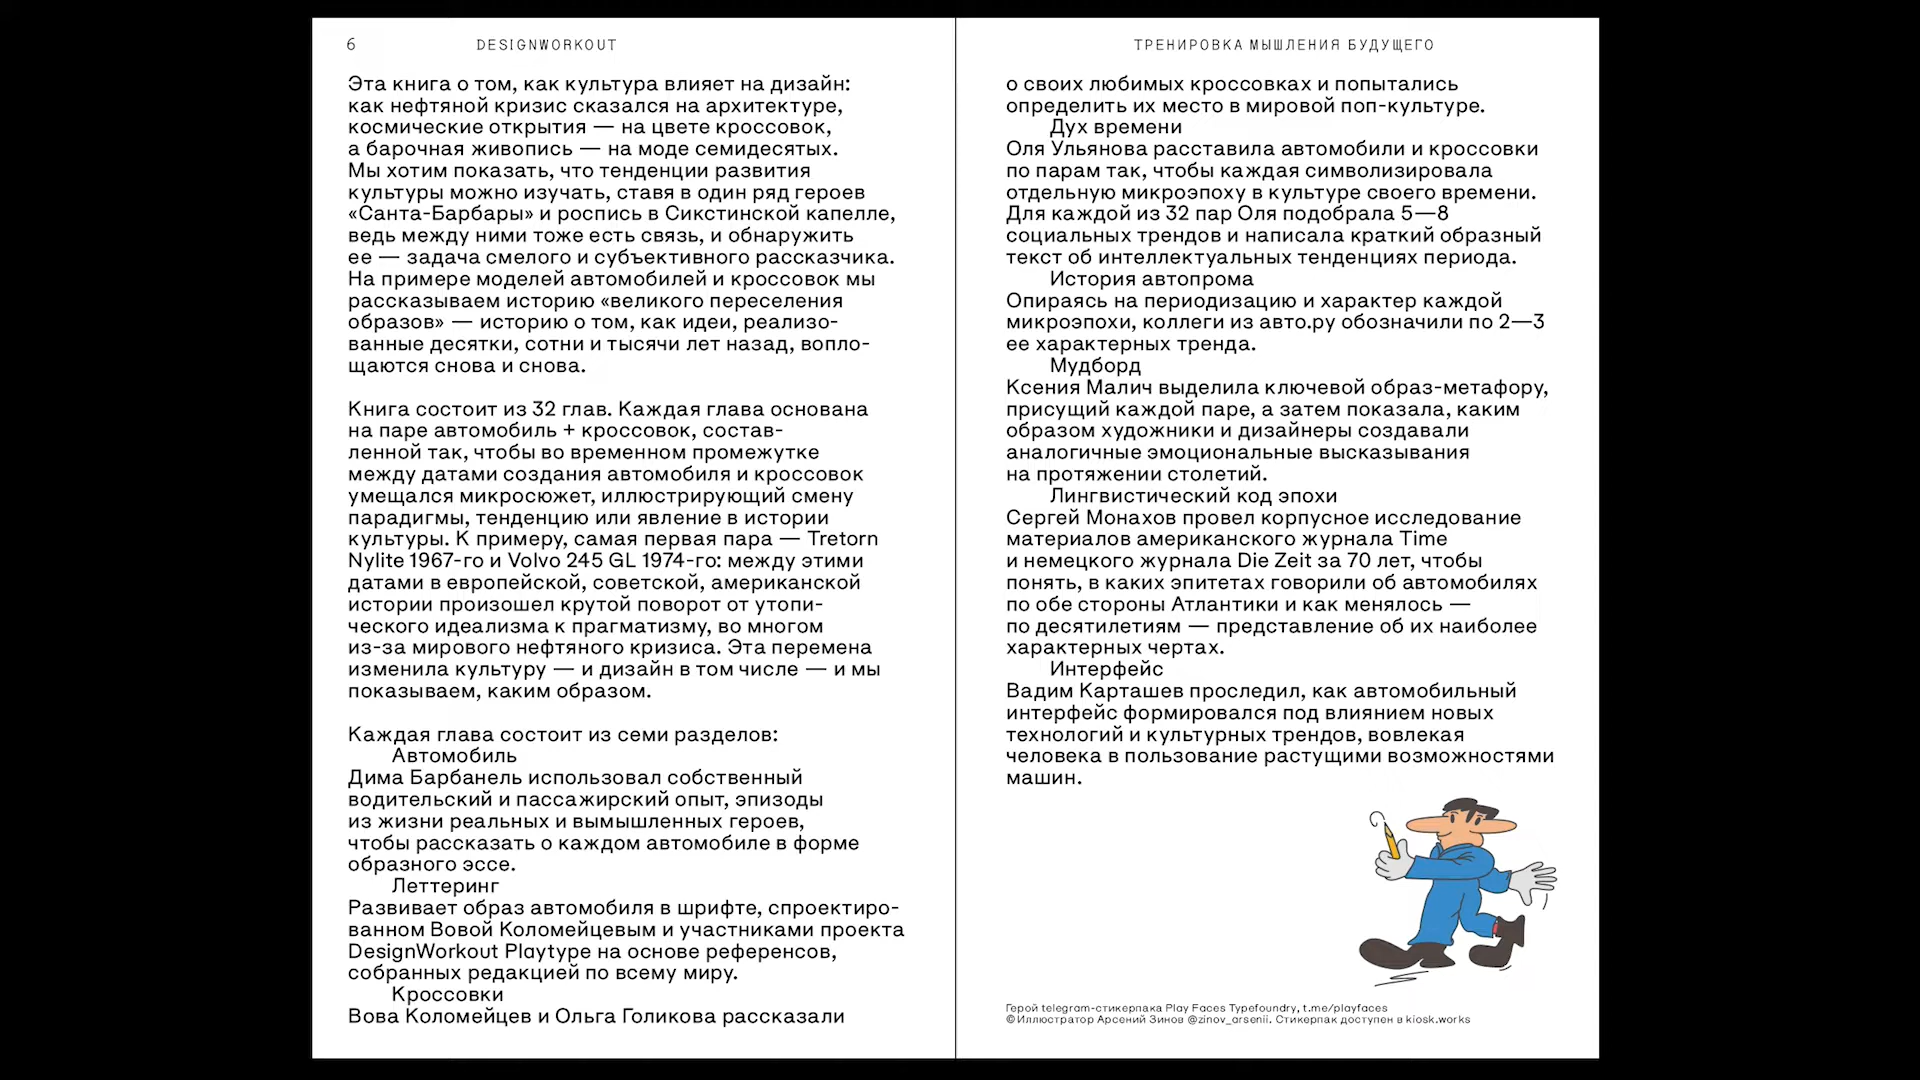 6
DESIGNWORKOUT
Эта книга о том, как культура влияет на дизайн:
как нефтяной кризис сказался на архитектуре,
космические открытия — на цвете кроссовок,
а барочная живопись — на моде семидесятых.
Мы хотим показать, что тенденции развития
культуры можно изучать, ставя в один ряд героев
«Санта-Барбары» и роспись в Сикстинской капелле,
ведь между ними тоже есть связь, и обнаружить
ее — задача смелого и субъективного рассказчика.
На примере моделей автомобилей и кроссовок мы
рассказываем историю «великого переселения
образов» — историю о том, как идеи, реализо-
ванные десятки, сотни и тысячи лет назад, вопло-
щаются снова и снова.
Книга состоит из 32 глав. Каждая глава основана
на паре автомобиль + кроссовок, состав-
ленной так, чтобы во временном промежутке
между датами создания автомобиля и кроссовок
умещался микросюжет, иллюстрирующий смену
парадигмы, тенденцию или явление в истории
культуры. К примеру, самая первая пара — Tretorn
Nylite 1967-го и Volvo 245 GL 1974-го: между этими
датами в европейской, советской, американской
истории произошел крутой поворот от утопи-
ческого идеализма к прагматизму, во многом
из-за мирового нефтяного кризиса. Эта перемена
изменила культуру — и дизайн в том числе — и мы
показываем, каким образом.
Каждая глава состоит из семи разделов:
Автомобиль
Дима Барбанель использовал собственный
водительский и пассажирский опыт, эпизоды
из жизни реальных и вымышленных героев,
чтобы рассказать о каждом автомобиле в форме
образного эссе.
Леттеринг
Развивает образ автомобиля в шрифте, спроектиро-
ванном Вовой Коломейцевым и участниками проекта
DesignWorkout Playtype на основе референсов,
собранных редакцией по всему миру.
Кроссовки
Вова Коломейцев и Ольга Голикова рассказали
ТРЕНИРОВКА МЫШЛЕНИЯ БУДУЩЕГО
о своих любимых кроссовках и попытались
определить их место в мировой поп-культуре.
Дух времени
Оля Ульянова расставила автомобили и кроссовки
по парам так, чтобы каждая символизировала
отдельную микроэпоху в культуре своего времени.
Для каждой из 32 пар Оля подобрала 5—8
социальных трендов и написала краткий образный
текст об интеллектуальных тенденциях периода.
История автопрома
Опираясь на периодизацию и характер каждой
микроэпохи, коллеги из авто.ру обозначили по 2—3
ее характерных тренда.
Мудборд
Ксения Малич выделила ключевой образ-метафору,
присущий каждой паре, а затем показала, каким
образом художники и дизайнеры создавали
аналогичные эмоциональные высказывания
на протяжении столетий.
Лингвистический код эпохи
Сергей Монахов провел корпусное исследование
материалов американского журнала Time
и немецкого журнала Die Zeit за 70 лет, чтобы
понять, в каких эпитетах говорили об автомобилях
по обе стороны Атлантики и как менялось —
по десятилетиям — представление об их наиболее
характерных чертах.
Интерфейс
Вадим Карташев проследил, как автомобильный
интерфейс формировался под влиянием новых
технологий и культурных трендов, вовлекая
человека в пользование растущими возможностями
машин.
Герой telegram-стикерпака Play Faces Typefoundry, t.me/playfaces
© Иллюстратор Арсений Зинов @zinov_arsenii. Стикерпак доступен в kiosk.works